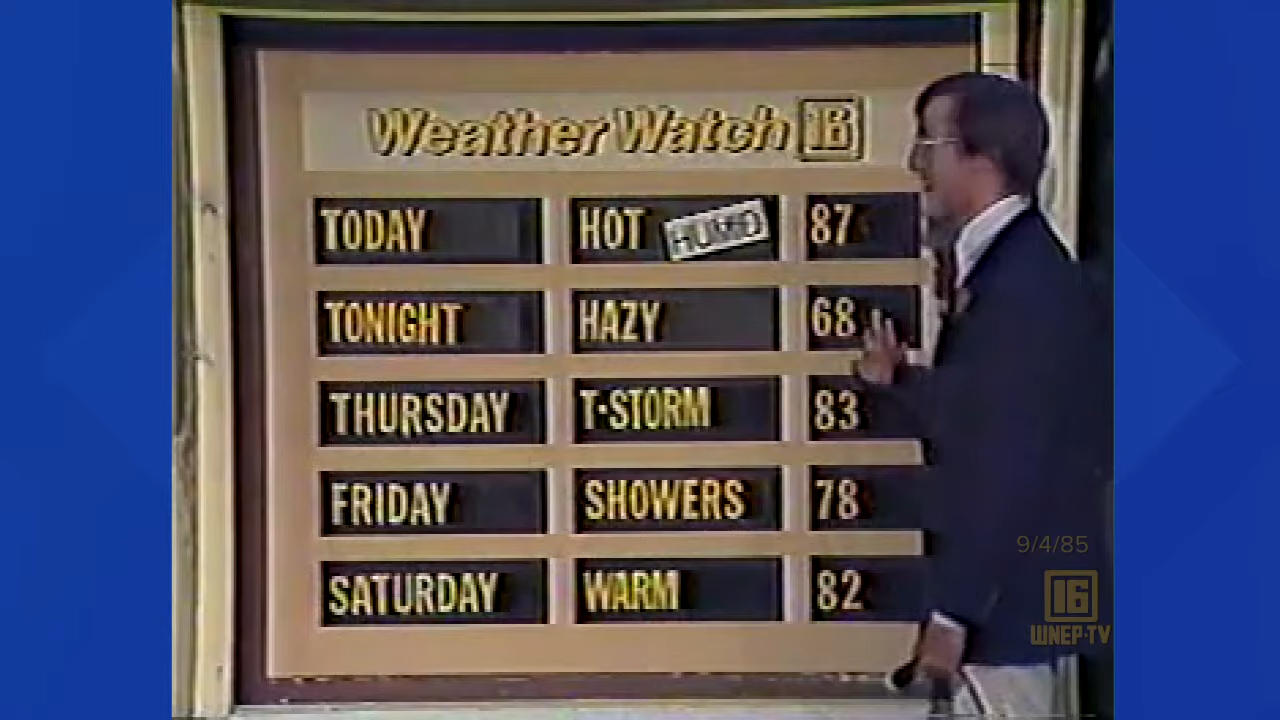 Weather Watch 16
TODAY HOT HUMID 87
TONIGHT HAZY 68
THURSDAY T-STORM 83
FRIDAY SHOWERS 78
SATURDAY WARM 82
9/4/85
16
WNEP-TV